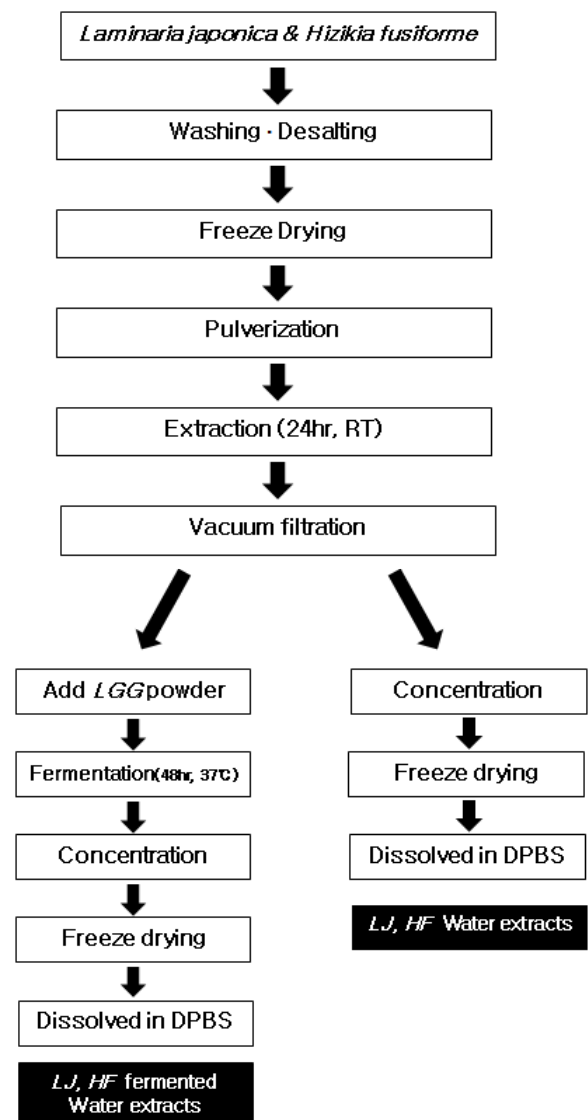 Laminaria japonica & Hizikia fusiforme
Washing · Desalting
Freeze Drying
Pulverization
Extraction (24hr, RT)
Vacuum filtration
Add LGG powder
Fermentation(48hr, 37℃)
Concentration
Freeze drying
Dissolved in DPBS
LJ, HF fermented
Water extracts
Concentration
Freeze drying
Dissolved in DPBS
LJ, HF Water extracts